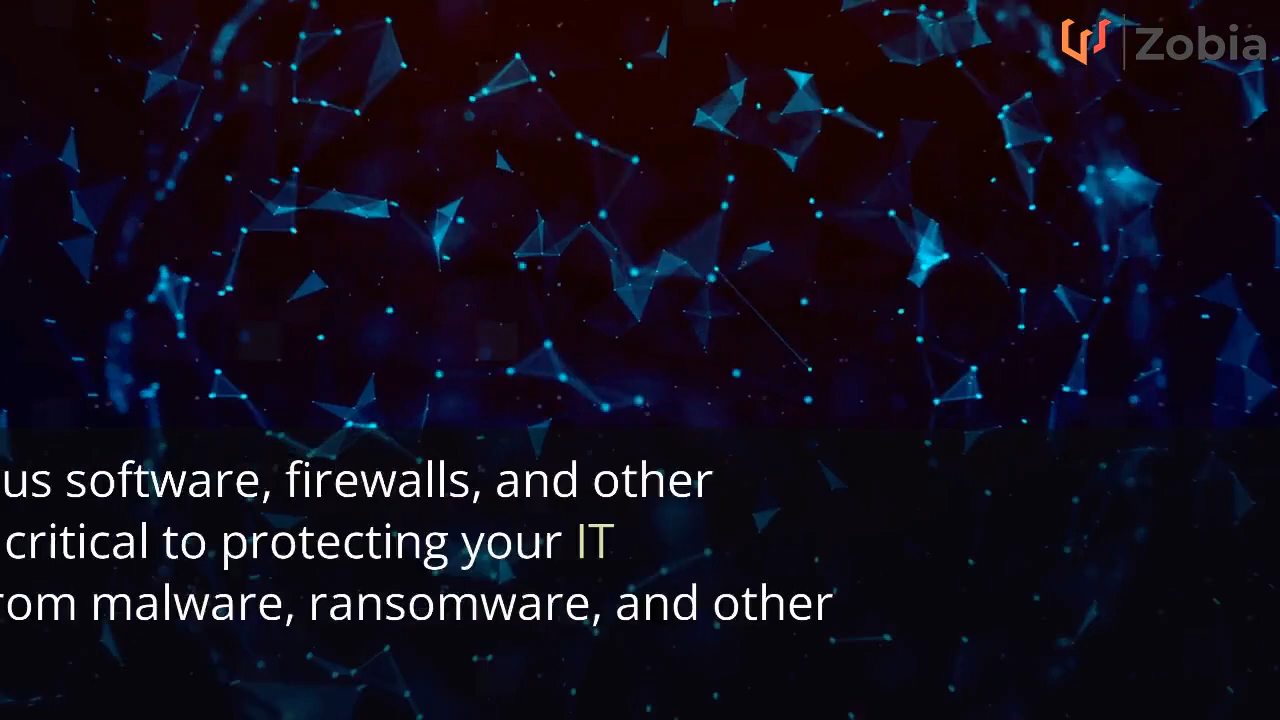 Zobia
us software, firewalls, and other
critical to protecting your IT
rom malware, ransomware, and other